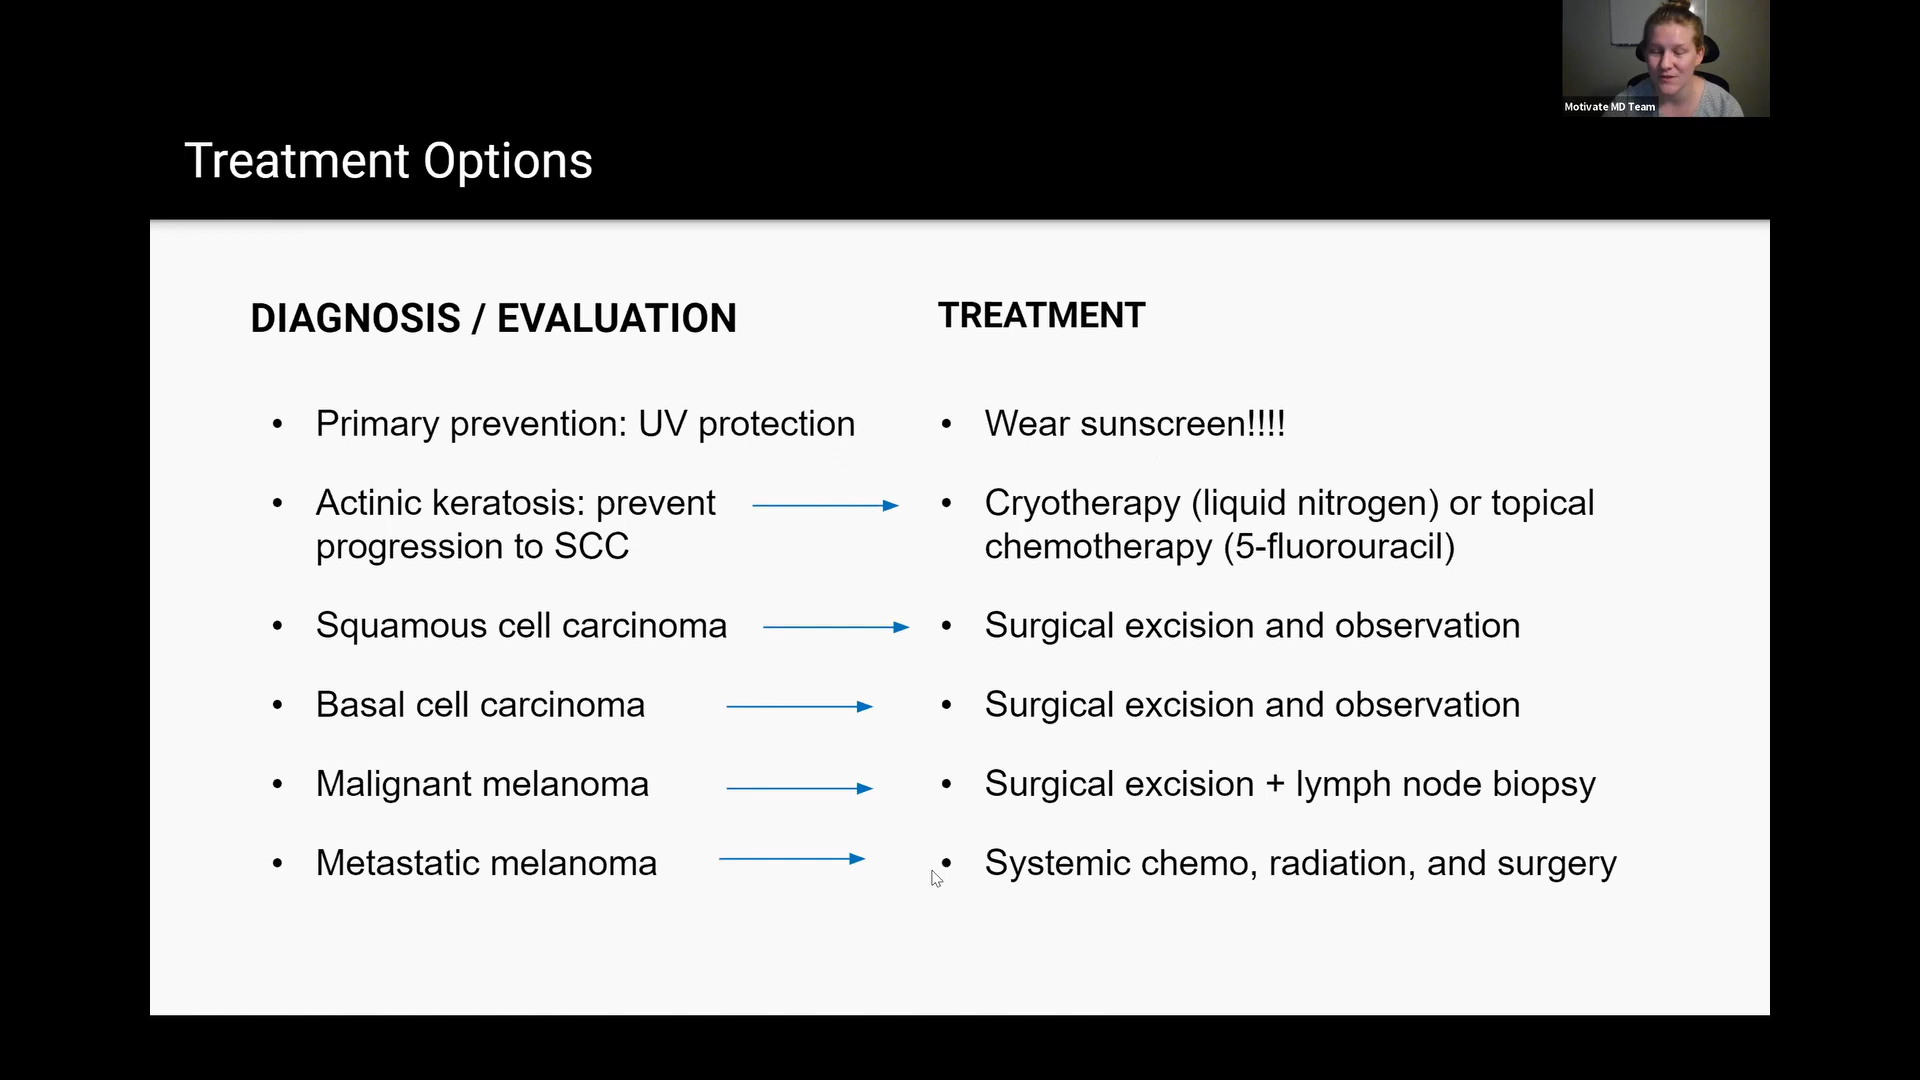 Motivate MD Team
Treatment Options
DIAGNOSIS / EVALUATION
• Primary prevention: UV protection
• Actinic keratosis: prevent
progression to SCC
• Squamous cell carcinoma
• Basal cell carcinoma
• Malignant melanoma
• Metastatic melanoma
TREATMENT
• Wear sunscreen!!!!
• Cryotherapy (liquid nitrogen) or topical
chemotherapy (5-fluorouracil)
• Surgical excision and observation
• Surgical excision and observation
• Surgical excision + lymph node biopsy
• Systemic chemo, radiation, and surgery